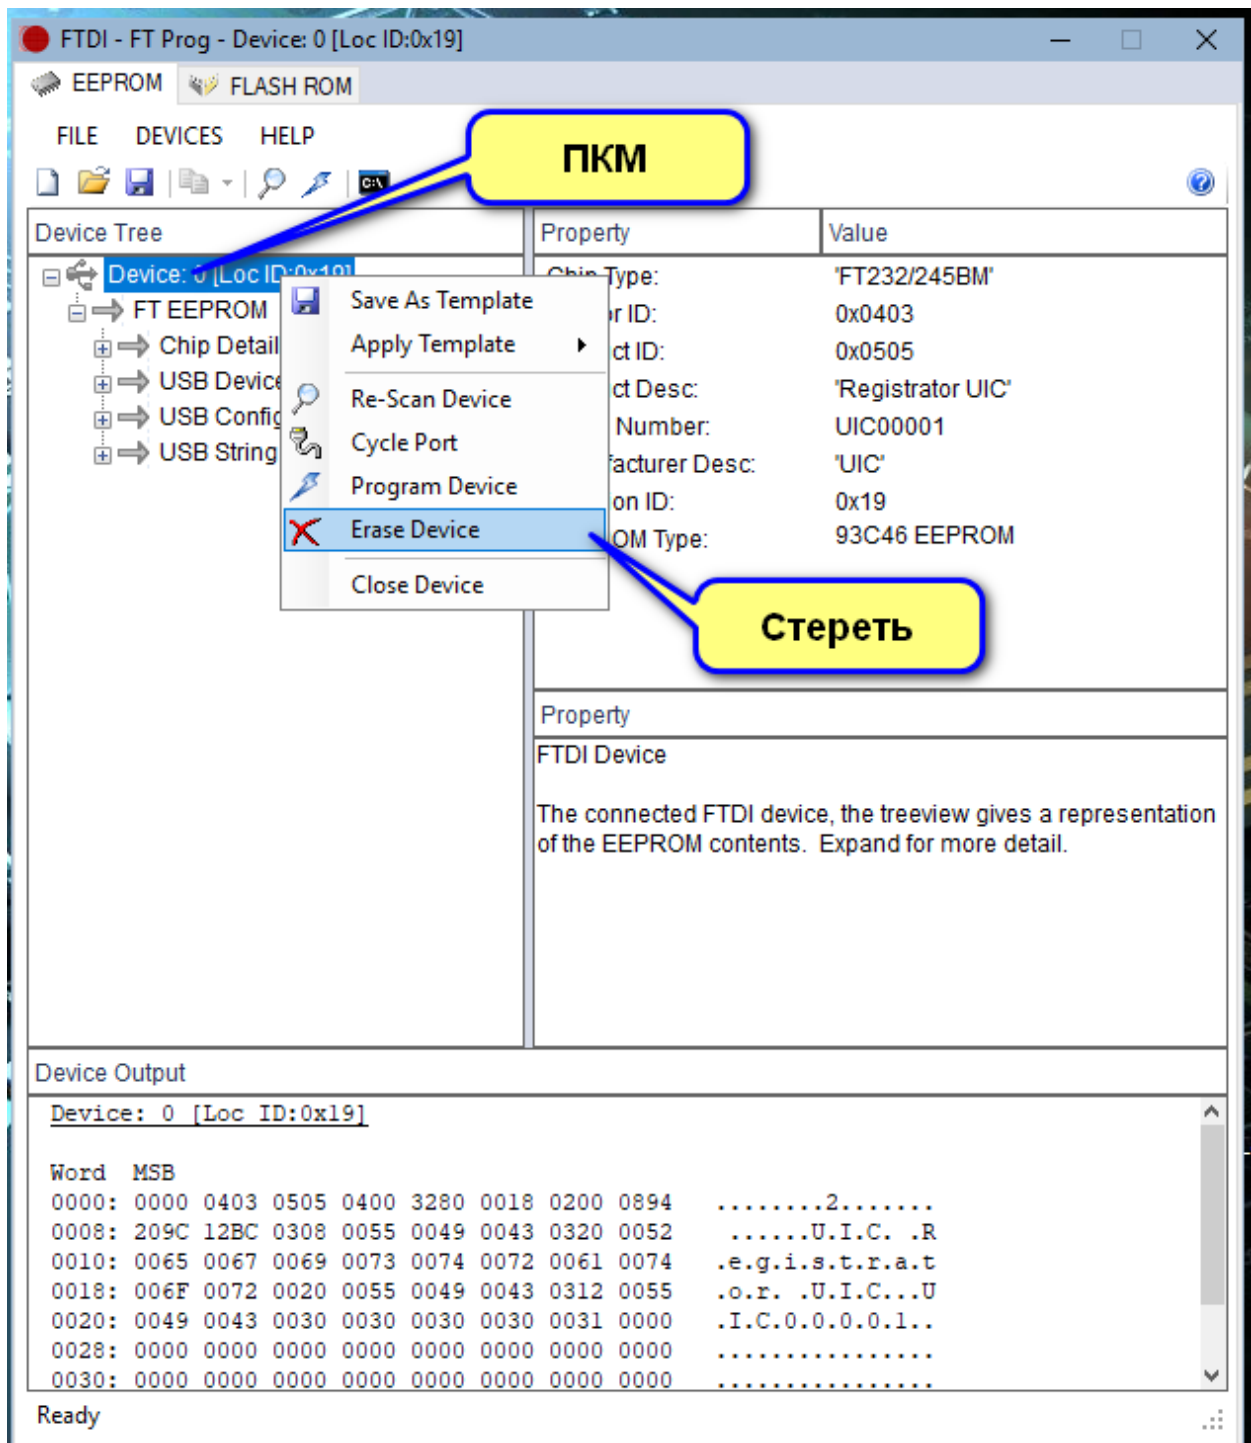 FTDI - FT Prog - Device: 0 [Loc ID:0x19]
EEPROM FLASH ROM
FILE DEVICES HELP
ПКМ
C:\
Device Tree
Property Value
Device: 0 [Loc ID:0x19]
FT EEPROM
Chip Detail
USB Device
USB Config
USB String
Save As Template
Apply Template
Re-Scan Device
Cycle Port
Program Device
Erase Device
Close Device
Chip Type: 'FT232/245BM'
r ID: 0x0403
ct ID: 0x0505
ct Desc: 'Registrator UIC'
Number: UIC00001
facturer Desc: 'UIC'
on ID: 0x19
OM Type: 93C46 EEPROM
Стереть
Property
FTDI Device
The connected FTDI device, the treeview gives a representation
of the EEPROM contents. Expand for more detail.
Device Output
Device: 0 [Loc ID:0x19]
Word MSB
0000: 0000 0403 0505 0400 3280 0018 0200 0894 ........2.......
0008: 209C 12BC 0308 0055 0049 0043 0320 0052 ......U.I.C. .R
0010: 0065 0067 0069 0073 0074 0072 0061 0074 .e.g.i.s.t.r.a.t
0018: 006F 0072 0020 0055 0049 0043 0312 0055 .o.r. .U.I.C...U
0020: 0049 0043 0030 0030 0030 0030 0031 0000 .I.C.0.0.0.0.1..
0028: 0000 0000 0000 0000 0000 0000 0000 0000 ................
0030: 0000 0000 0000 0000 0000 0000 0000 0000 ................
Ready